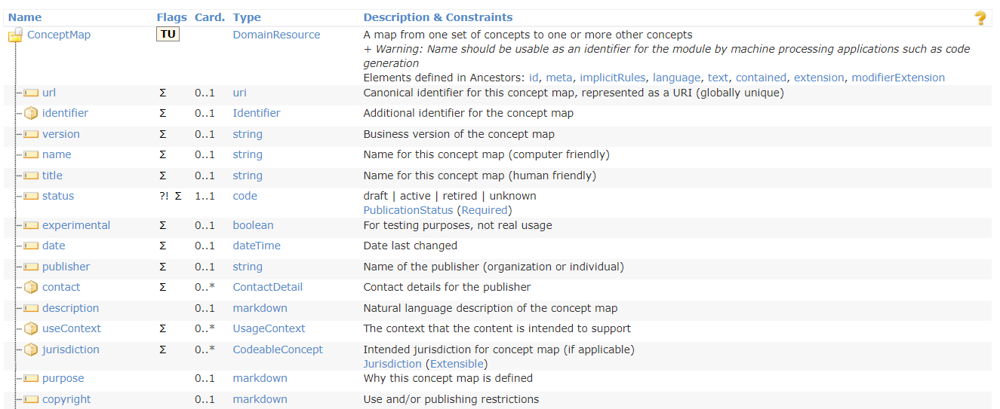 Name Flags Card. Type Description & Constraints
ConceptMap TU DomainResource A map from one set of concepts to one or more other concepts
+ Warning: Name should be usable as an identifier for the module by machine processing applications such as code
generation
Elements defined in Ancestors: id, meta, implicitRules, language, text, contained, extension, modifierExtension
url Σ 0..1 uri Canonical identifier for this concept map, represented as a URI (globally unique)
identifier Σ 0..1 Identifier Additional identifier for the concept map
version Σ 0..1 string Business version of the concept map
name Σ 0..1 string Name for this concept map (computer friendly)
title Σ 0..1 string Name for this concept map (human friendly)
status ?! Σ 1..1 code draft | active | retired | unknown
PublicationStatus (Required)
experimental Σ 0..1 boolean For testing purposes, not real usage
date Σ 0..1 dateTime Date last changed
publisher Σ 0..1 string Name of the publisher (organization or individual)
contact Σ 0..* ContactDetail Contact details for the publisher
description 0..1 markdown Natural language description of the concept map
useContext Σ 0..* UsageContext The context that the content is intended to support
jurisdiction Σ 0..* CodeableConcept Intended jurisdiction for concept map (if applicable)
Jurisdiction (Extensible)
purpose 0..1 markdown Why this concept map is defined
copyright 0..1 markdown Use and/or publishing restrictions